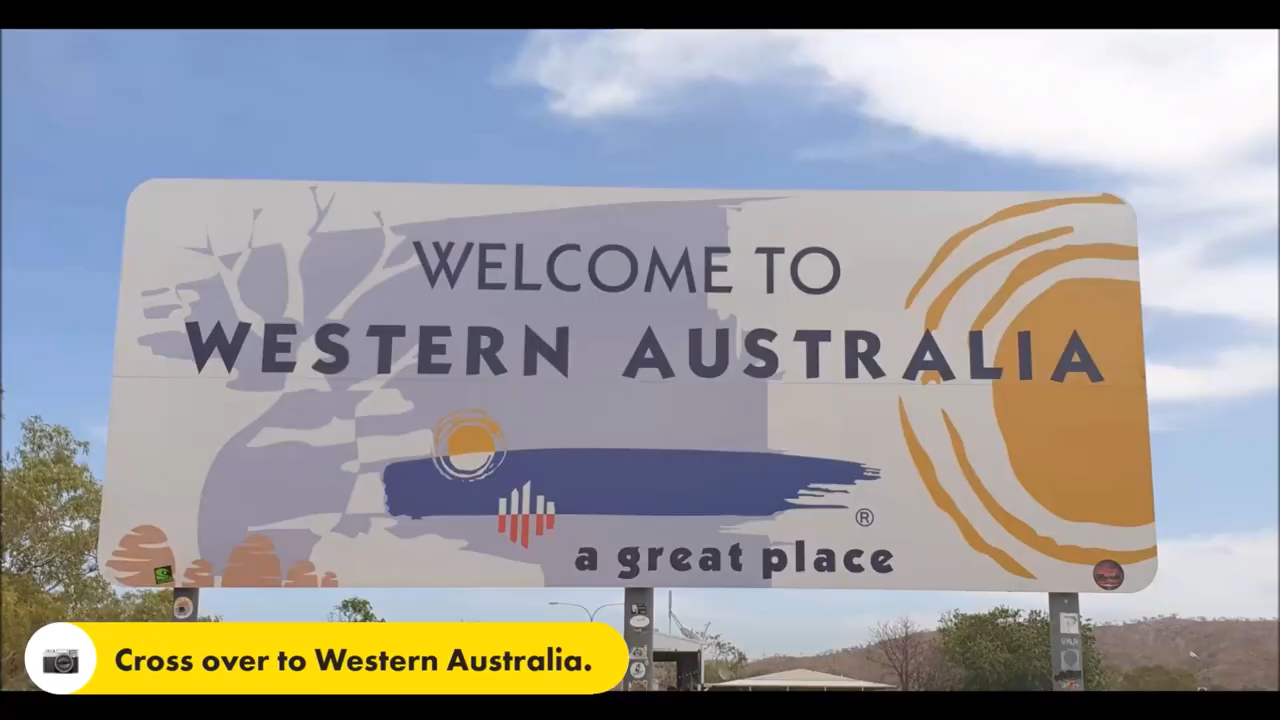 WELCOME TO
WESTERN AUSTRALIA
®
a great place
Cross over to Western Australia.